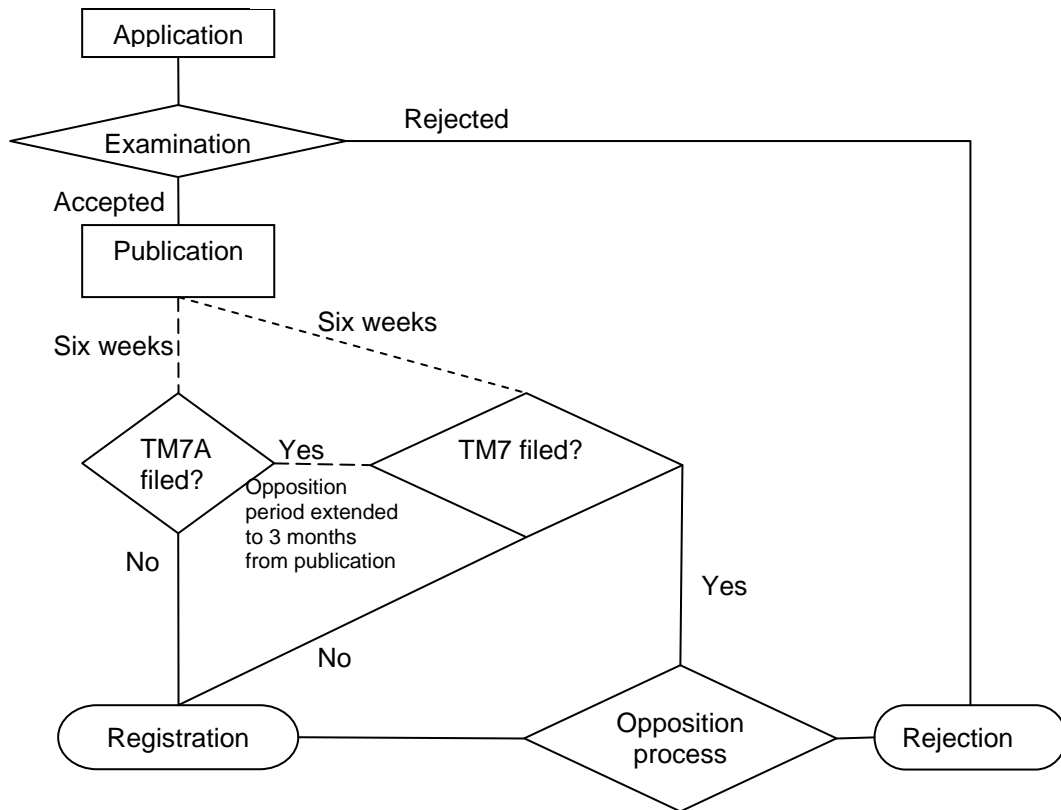 Application
Rejected
Examination
Accepted
Publication
Six weeks
Six weeks
TM7A
filed?
Yes
TM7 filed?
Opposition
period extended
to 3 months
from publication
No
Yes
No
Registration
Opposition
process
Rejection